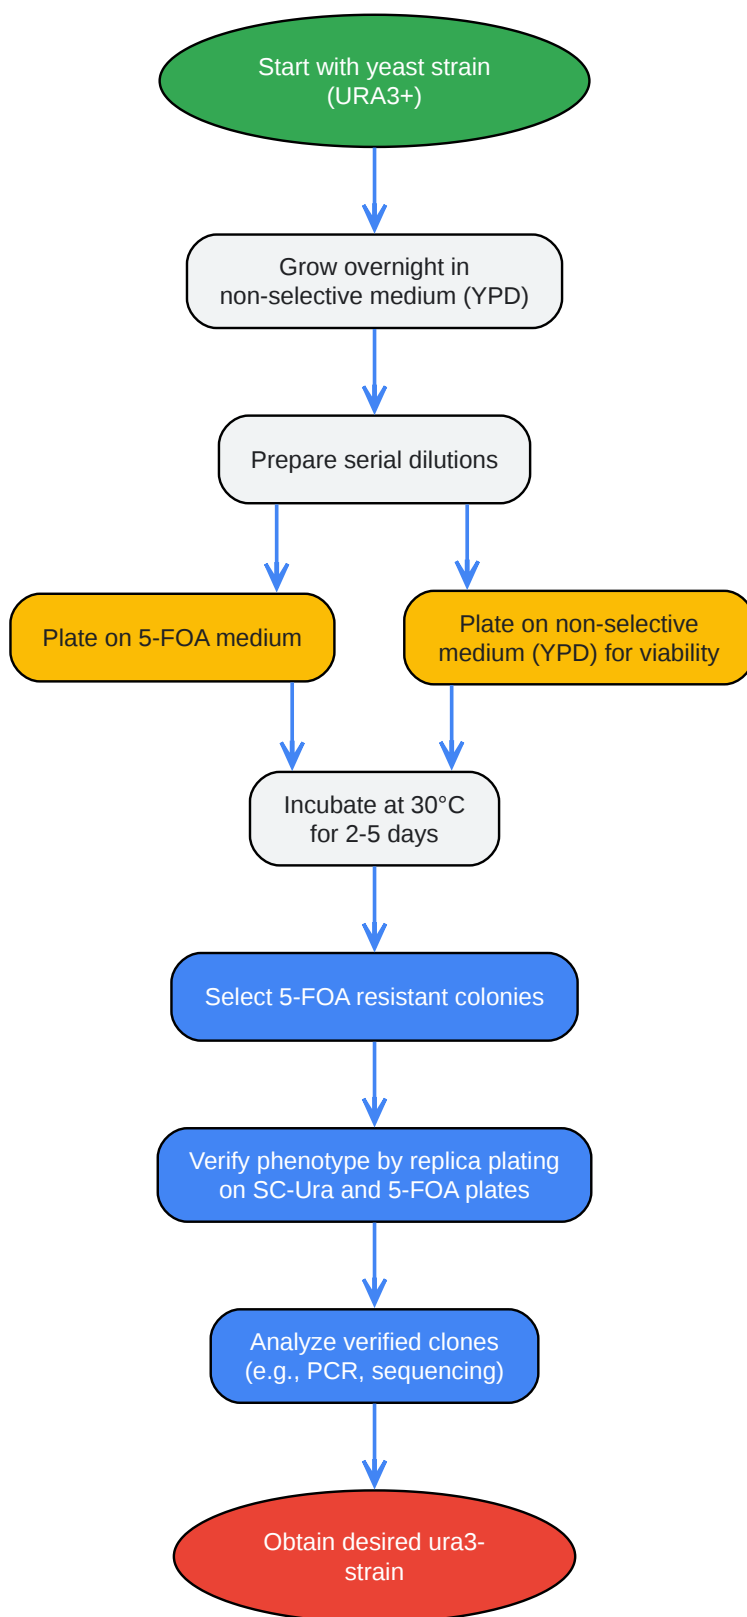 Start with yeast strain
(URA3+)
Grow overnight in
non-selective medium (YPD)
Prepare serial dilutions
Plate on 5-FOA medium
Plate on non-selective
medium (YPD) for viability
Incubate at 30°C
for 2-5 days
Select 5-FOA resistant colonies
Verify phenotype by replica plating
on SC-Ura and 5-FOA plates
Analyze verified clones
(e.g., PCR, sequencing)
Obtain desired ura3-
strain